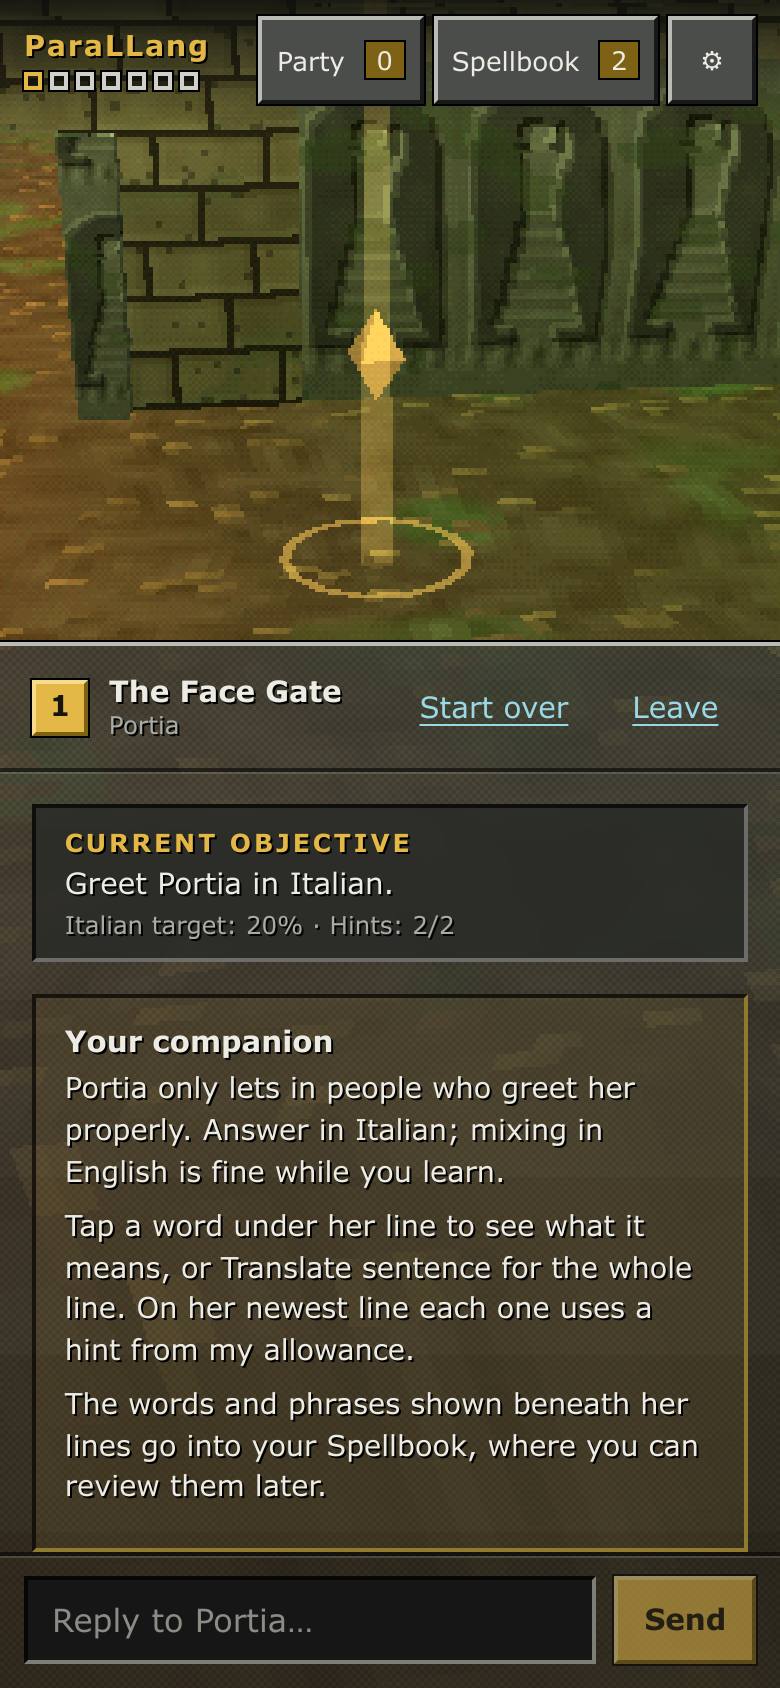 ParaLLang
Party 0
Spellbook 2
⚙
1
The Face Gate
Portia
Start over
Leave
CURRENT OBJECTIVE
Greet Portia in Italian.
Italian target: 20% · Hints: 2/2
Your companion
Portia only lets in people who greet her
properly. Answer in Italian; mixing in
English is fine while you learn.
Tap a word under her line to see what it
means, or Translate sentence for the whole
line. On her newest line each one uses a
hint from my allowance.
The words and phrases shown beneath her
lines go into your Spellbook, where you can
review them later.
Reply to Portia...
Send